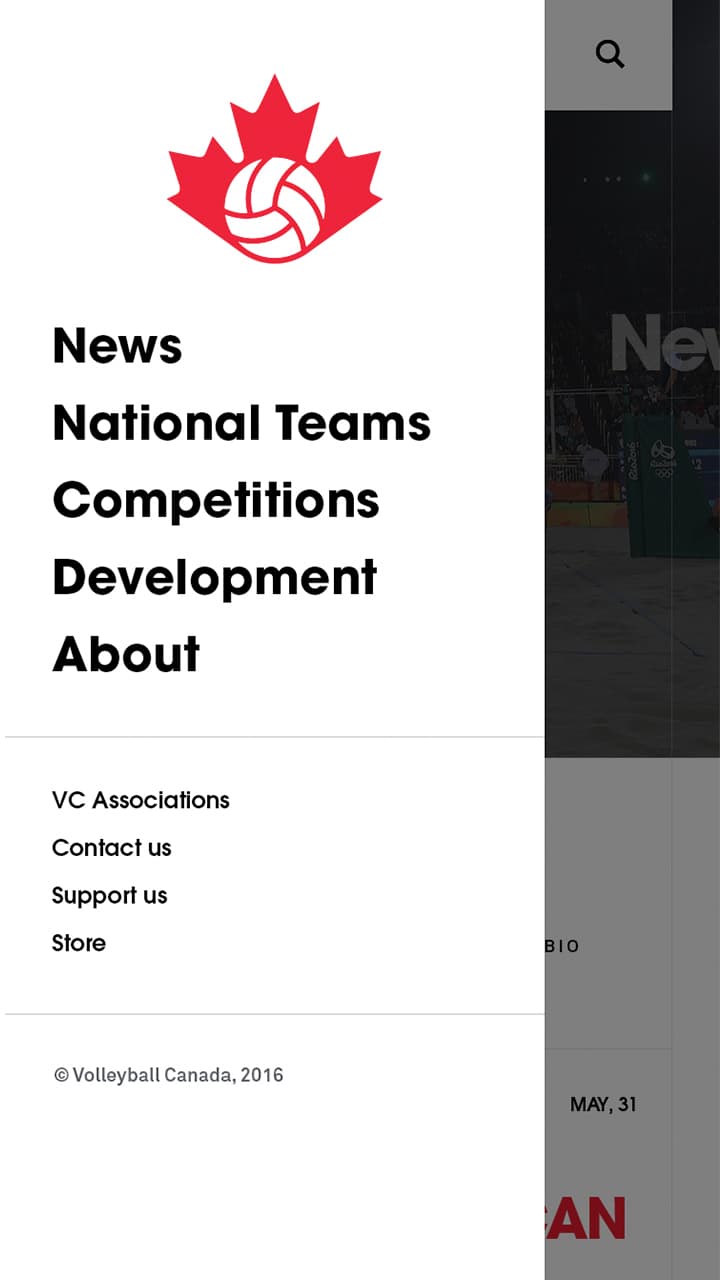 News
National Teams
Competitions
Development
About
VC Associations
Contact us
Support us
Store
© Volleyball Canada, 2016
New
Rio2016
Rio2016
BIO
MAY, 31
CAN